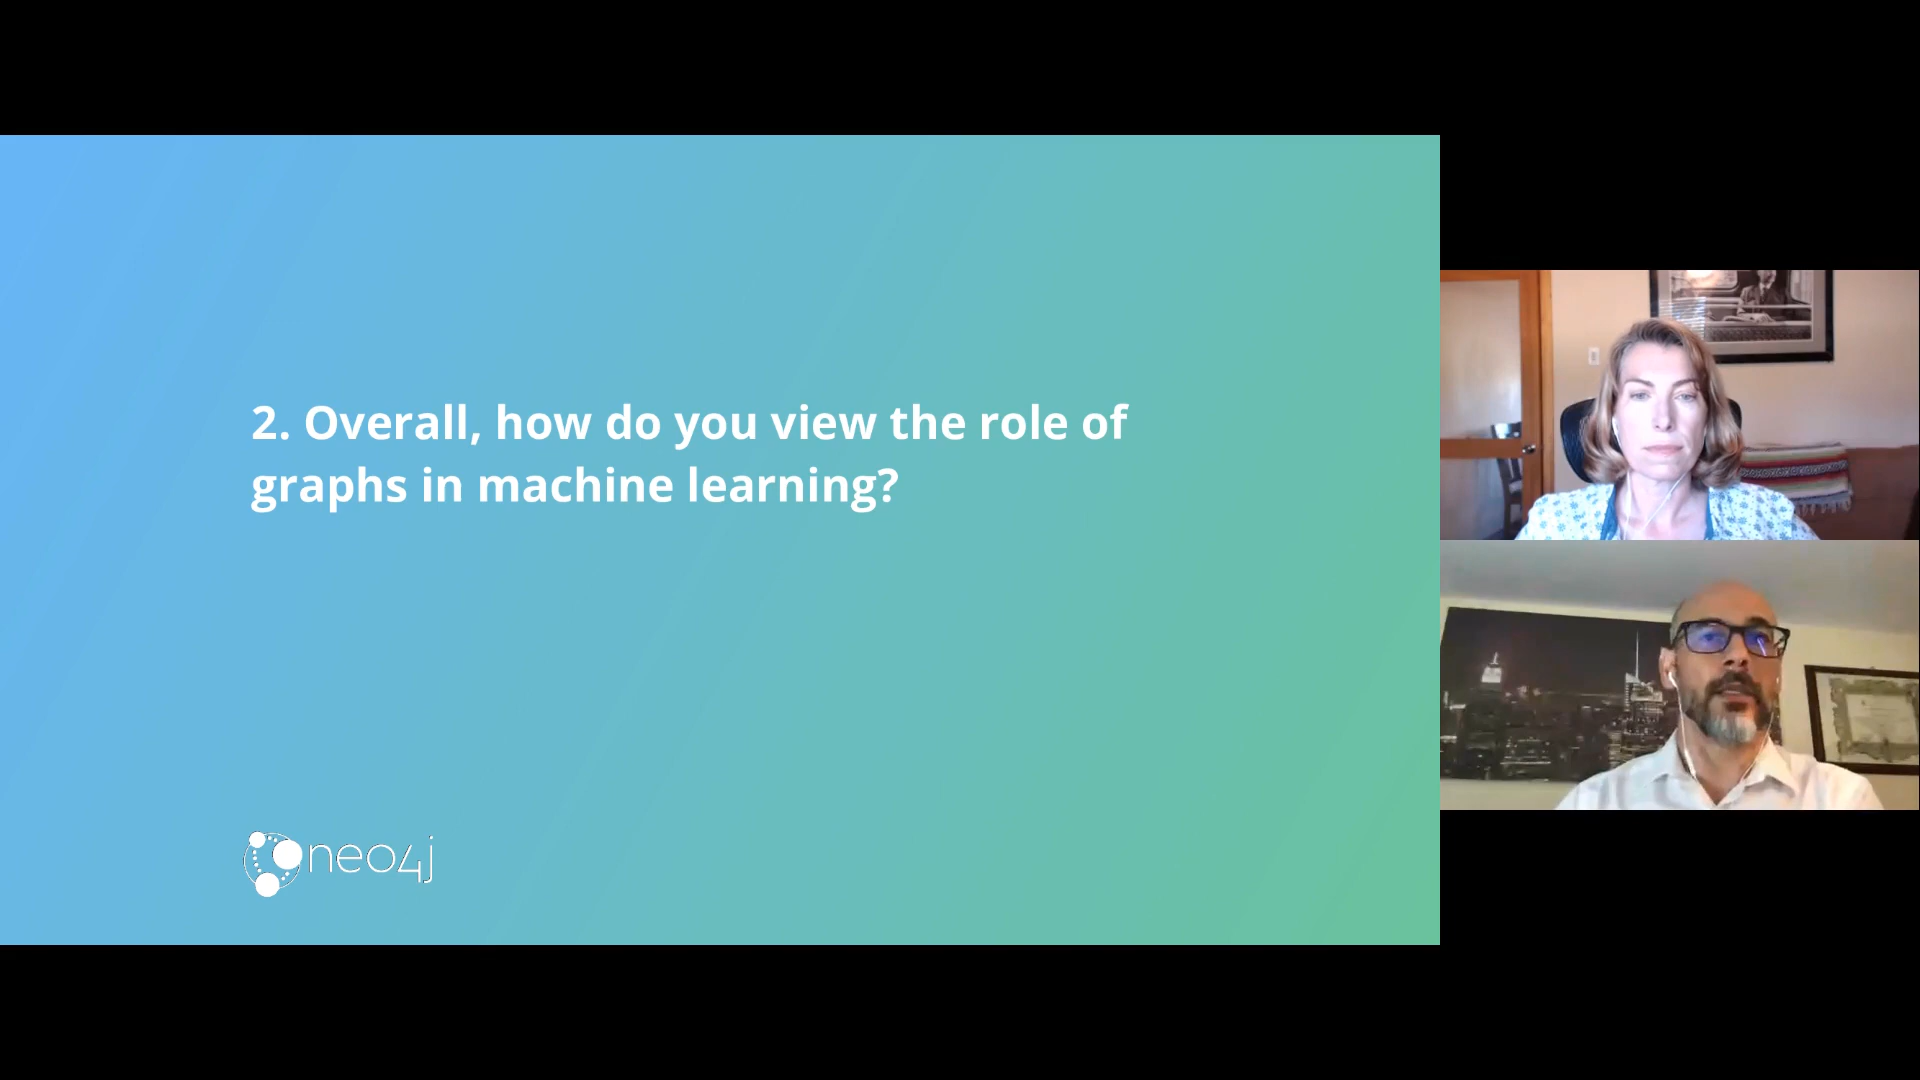 2. Overall, how do you view the role of
graphs in machine learning?
neo4j